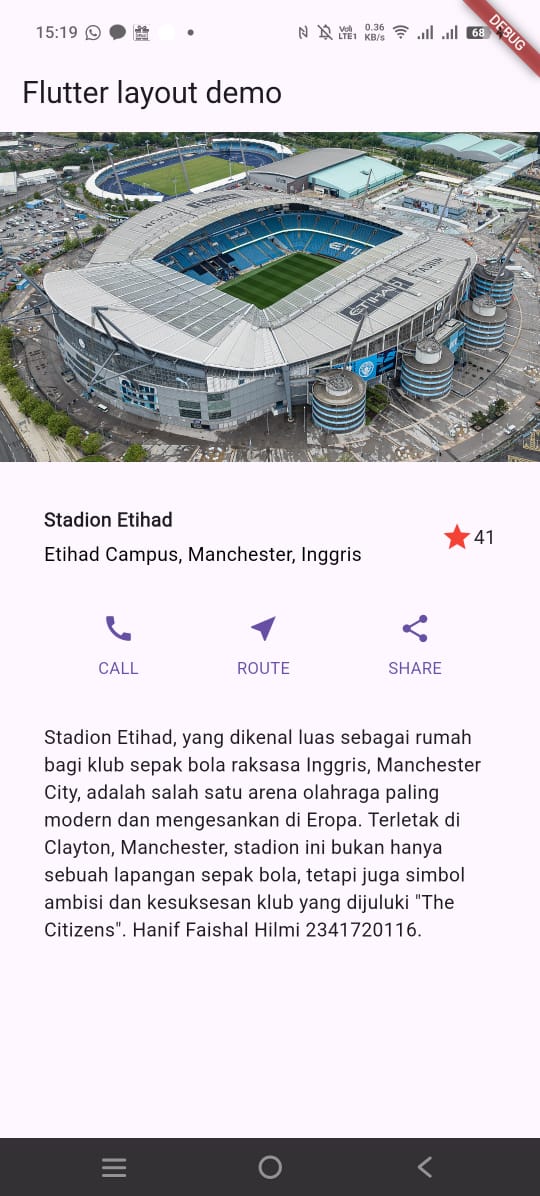 15:19
VoLTE1
0.36 KB/s
68
DEBUG
Flutter layout demo
ETIHAD STADIUM
Stadion Etihad
Etihad Campus, Manchester, Inggris
41
CALL
ROUTE
SHARE
Stadion Etihad, yang dikenal luas sebagai rumah
bagi klub sepak bola raksasa Inggris, Manchester
City, adalah salah satu arena olahraga paling
modern dan mengesankan di Eropa. Terletak di
Clayton, Manchester, stadion ini bukan hanya
sebuah lapangan sepak bola, tetapi juga simbol
ambisi dan kesuksesan klub yang dijuluki "The
Citizens". Hanif Faishal Hilmi 2341720116.